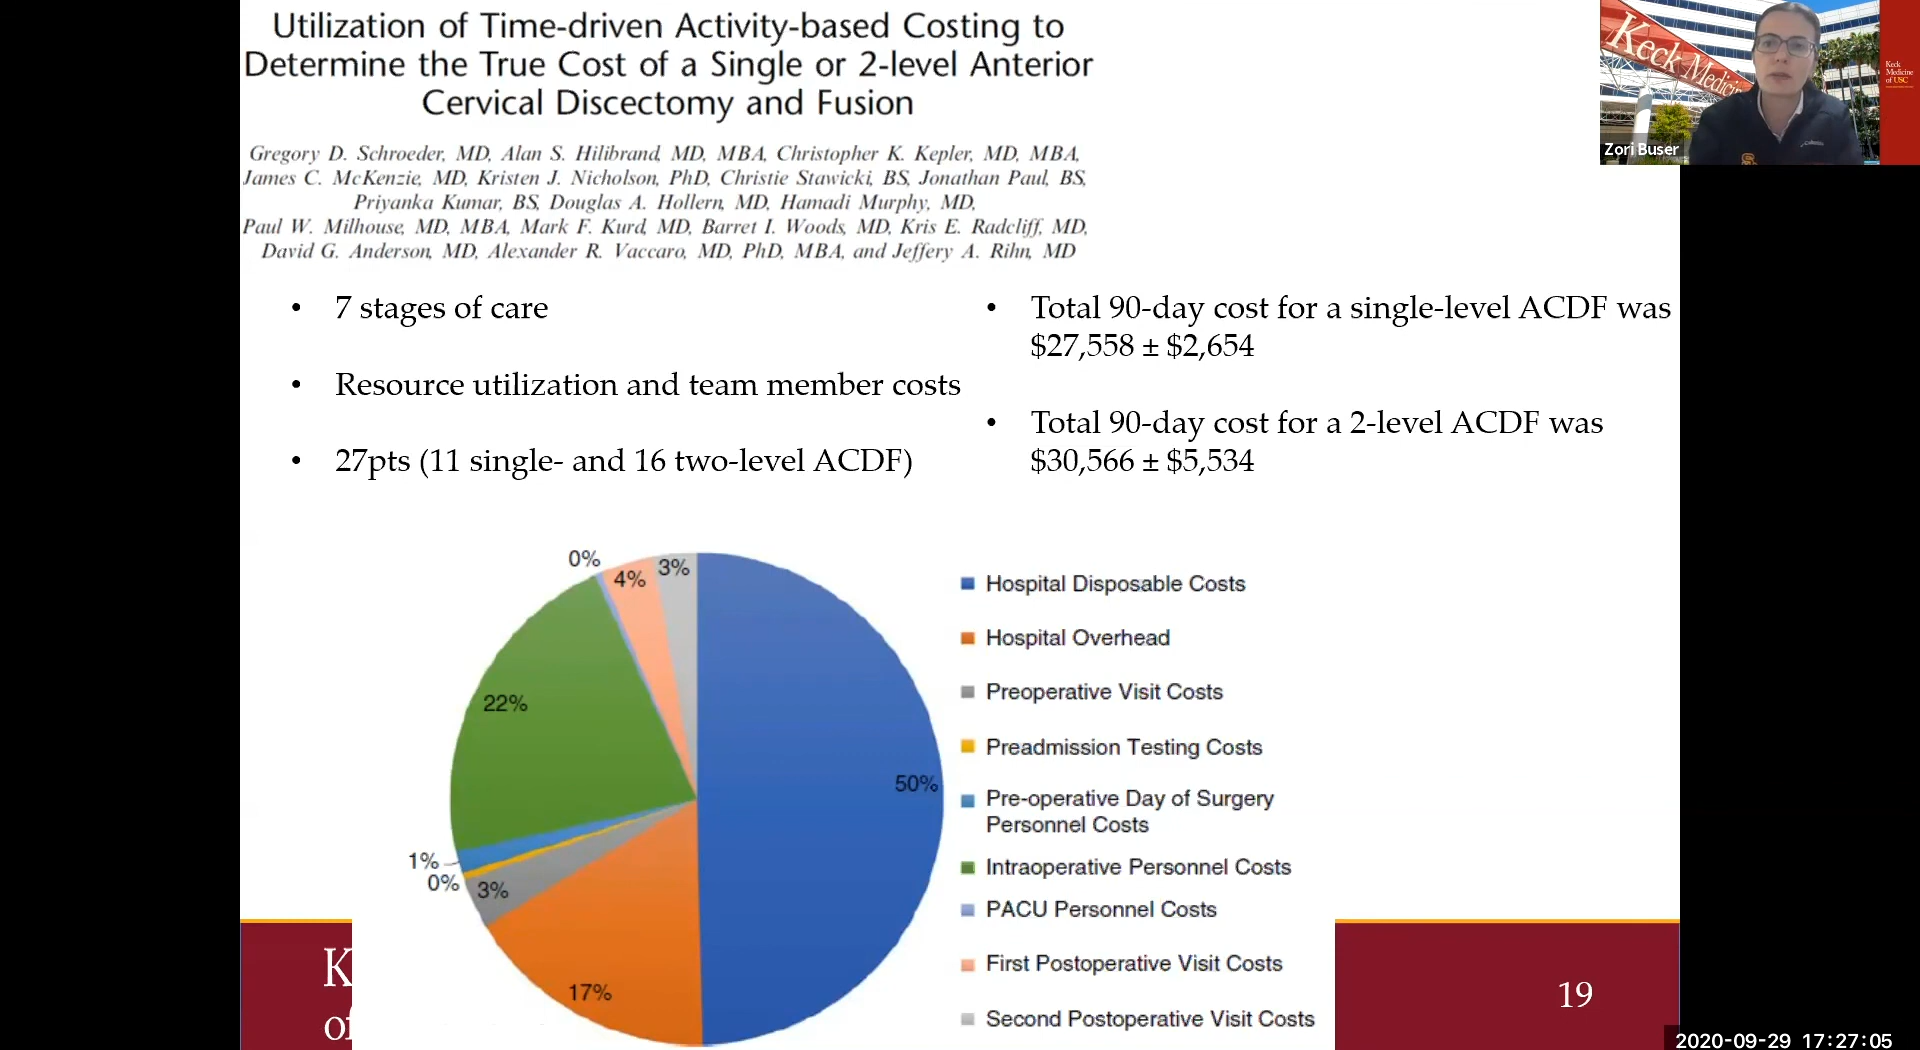 Utilization of Time-driven Activity-based Costing to
Determine the True Cost of a Single or 2-level Anterior
Cervical Discectomy and Fusion
Gregory D. Schroeder, MD, Alan S. Hilibrand, MD, MBA, Christopher K. Kepler, MD, MBA,
James C. McKenzie, MD, Kristen J. Nicholson, PhD, Christie Stawicki, BS, Jonathan Paul, BS,
Priyanka Kumar, BS, Douglas A. Hollern, MD, Hamadi Murphy, MD,
Paul W. Milhouse, MD, MBA, Mark F. Kurd, MD, Barret I. Woods, MD, Kris E. Radcliff, MD,
David G. Anderson, MD, Alexander R. Vaccaro, MD, PhD, MBA, and Jeffery A. Rihn, MD
• 7 stages of care
• Resource utilization and team member costs
• 27pts (11 single- and 16 two-level ACDF)
• Total 90-day cost for a single-level ACDF was
$27,558 ± $2,654
• Total 90-day cost for a 2-level ACDF was
$30,566 ± $5,534
0%
4%
3%
22%
50%
1%
0%
3%
17%
Hospital Disposable Costs
Hospital Overhead
Preoperative Visit Costs
Preadmission Testing Costs
Pre-operative Day of Surgery
Personnel Costs
Intraoperative Personnel Costs
PACU Personnel Costs
First Postoperative Visit Costs
Second Postoperative Visit Costs
K
of
19
Keck Medicin
Keck
Medicine
of USC
Zori Buser
2020-09-29 17:27:05